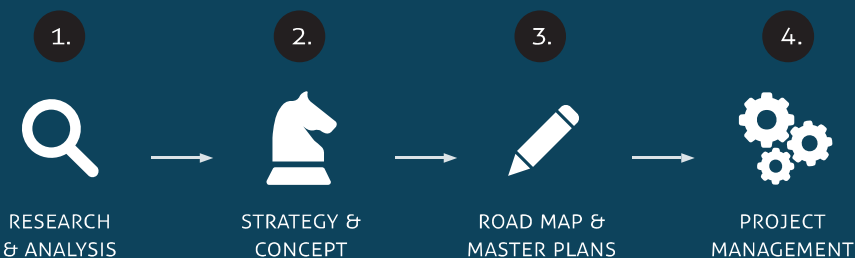 1.
RESEARCH
& ANALYSIS
2.
STRATEGY &
CONCEPT
3.
ROAD MAP &
MASTER PLANS
4.
PROJECT
MANAGEMENT